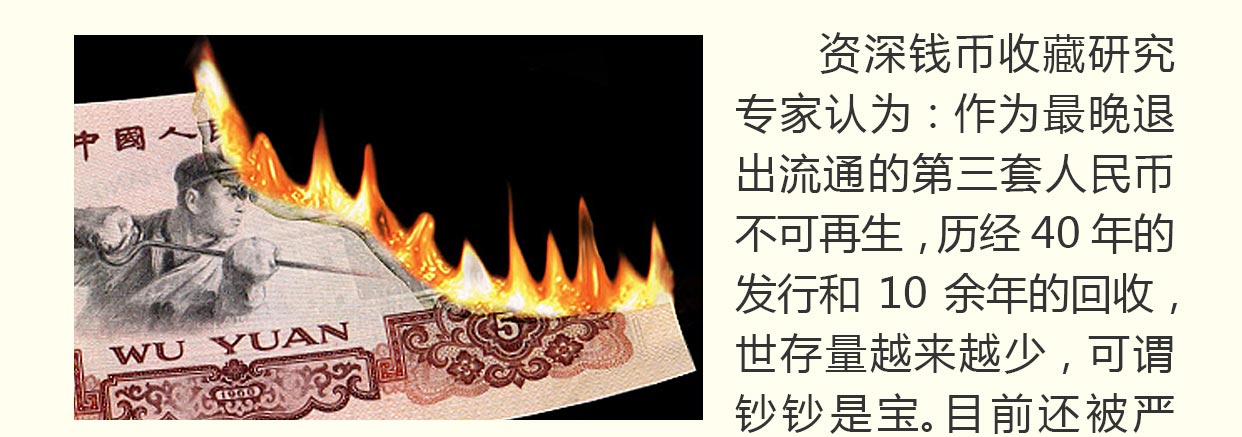 中國人民
WU YUAN
1960
5
资深钱币收藏研究
专家认为：作为最晚退
出流通的第三套人民币
不可再生，历经40年的
发行和 10 余年的回收，
世存量越来越少，可谓
钞钞是宝。目前还被严